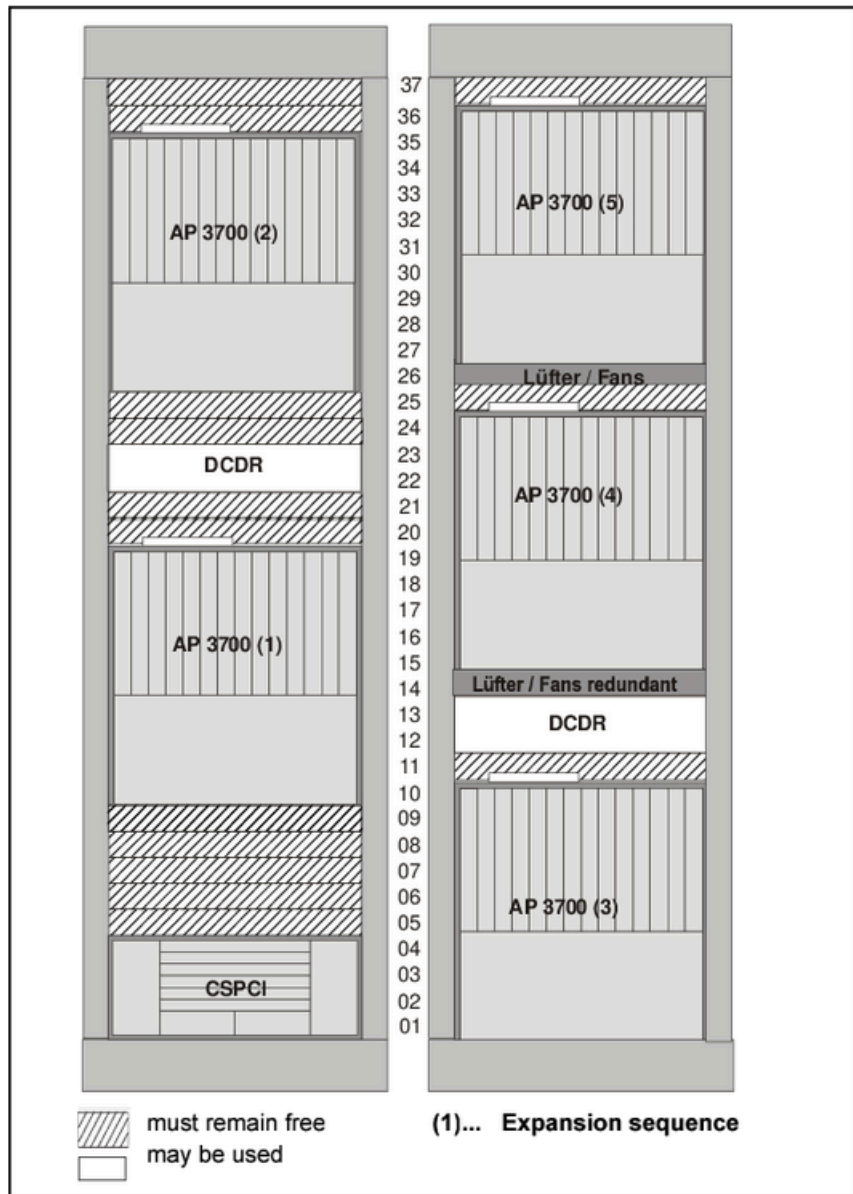 37
36
35
34
33
32
31
30
29
28
27
26
25
24
23
22
21
20
19
18
17
16
15
14
13
12
11
10
09
08
07
06
05
04
03
02
01
AP 3700 (2)
DCDR
AP 3700 (1)
CSPCI
AP 3700 (5)
Lüfter / Fans
AP 3700 (4)
Lüfter / Fans redundant
DCDR
AP 3700 (3)
must remain free
may be used
(1)... Expansion sequence